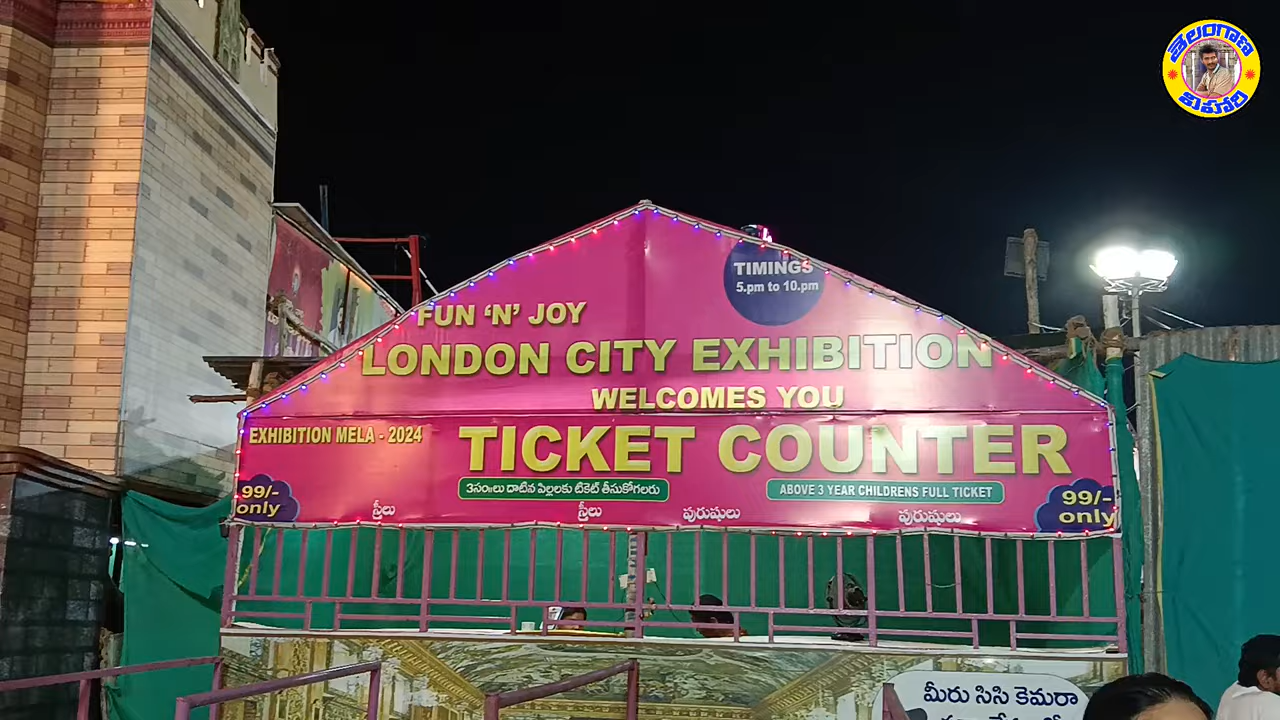 తెలంగాణ
విహారి
TIMINGS
5.pm to 10.pm
FUN ‘N’ JOY
LONDON CITY EXHIBITION
WELCOMES YOU
EXHIBITION MELA - 2024
TICKET COUNTER
3సం॥లు దాటిన పిల్లలకు టికెట్ తీసుకోగలరు
ABOVE 3 YEAR CHILDRENS FULL TICKET
99/-
only
99/-
only
స్త్రీలు స్త్రీలు పురుషులు పురుషులు
మీరు సిసి కెమరా